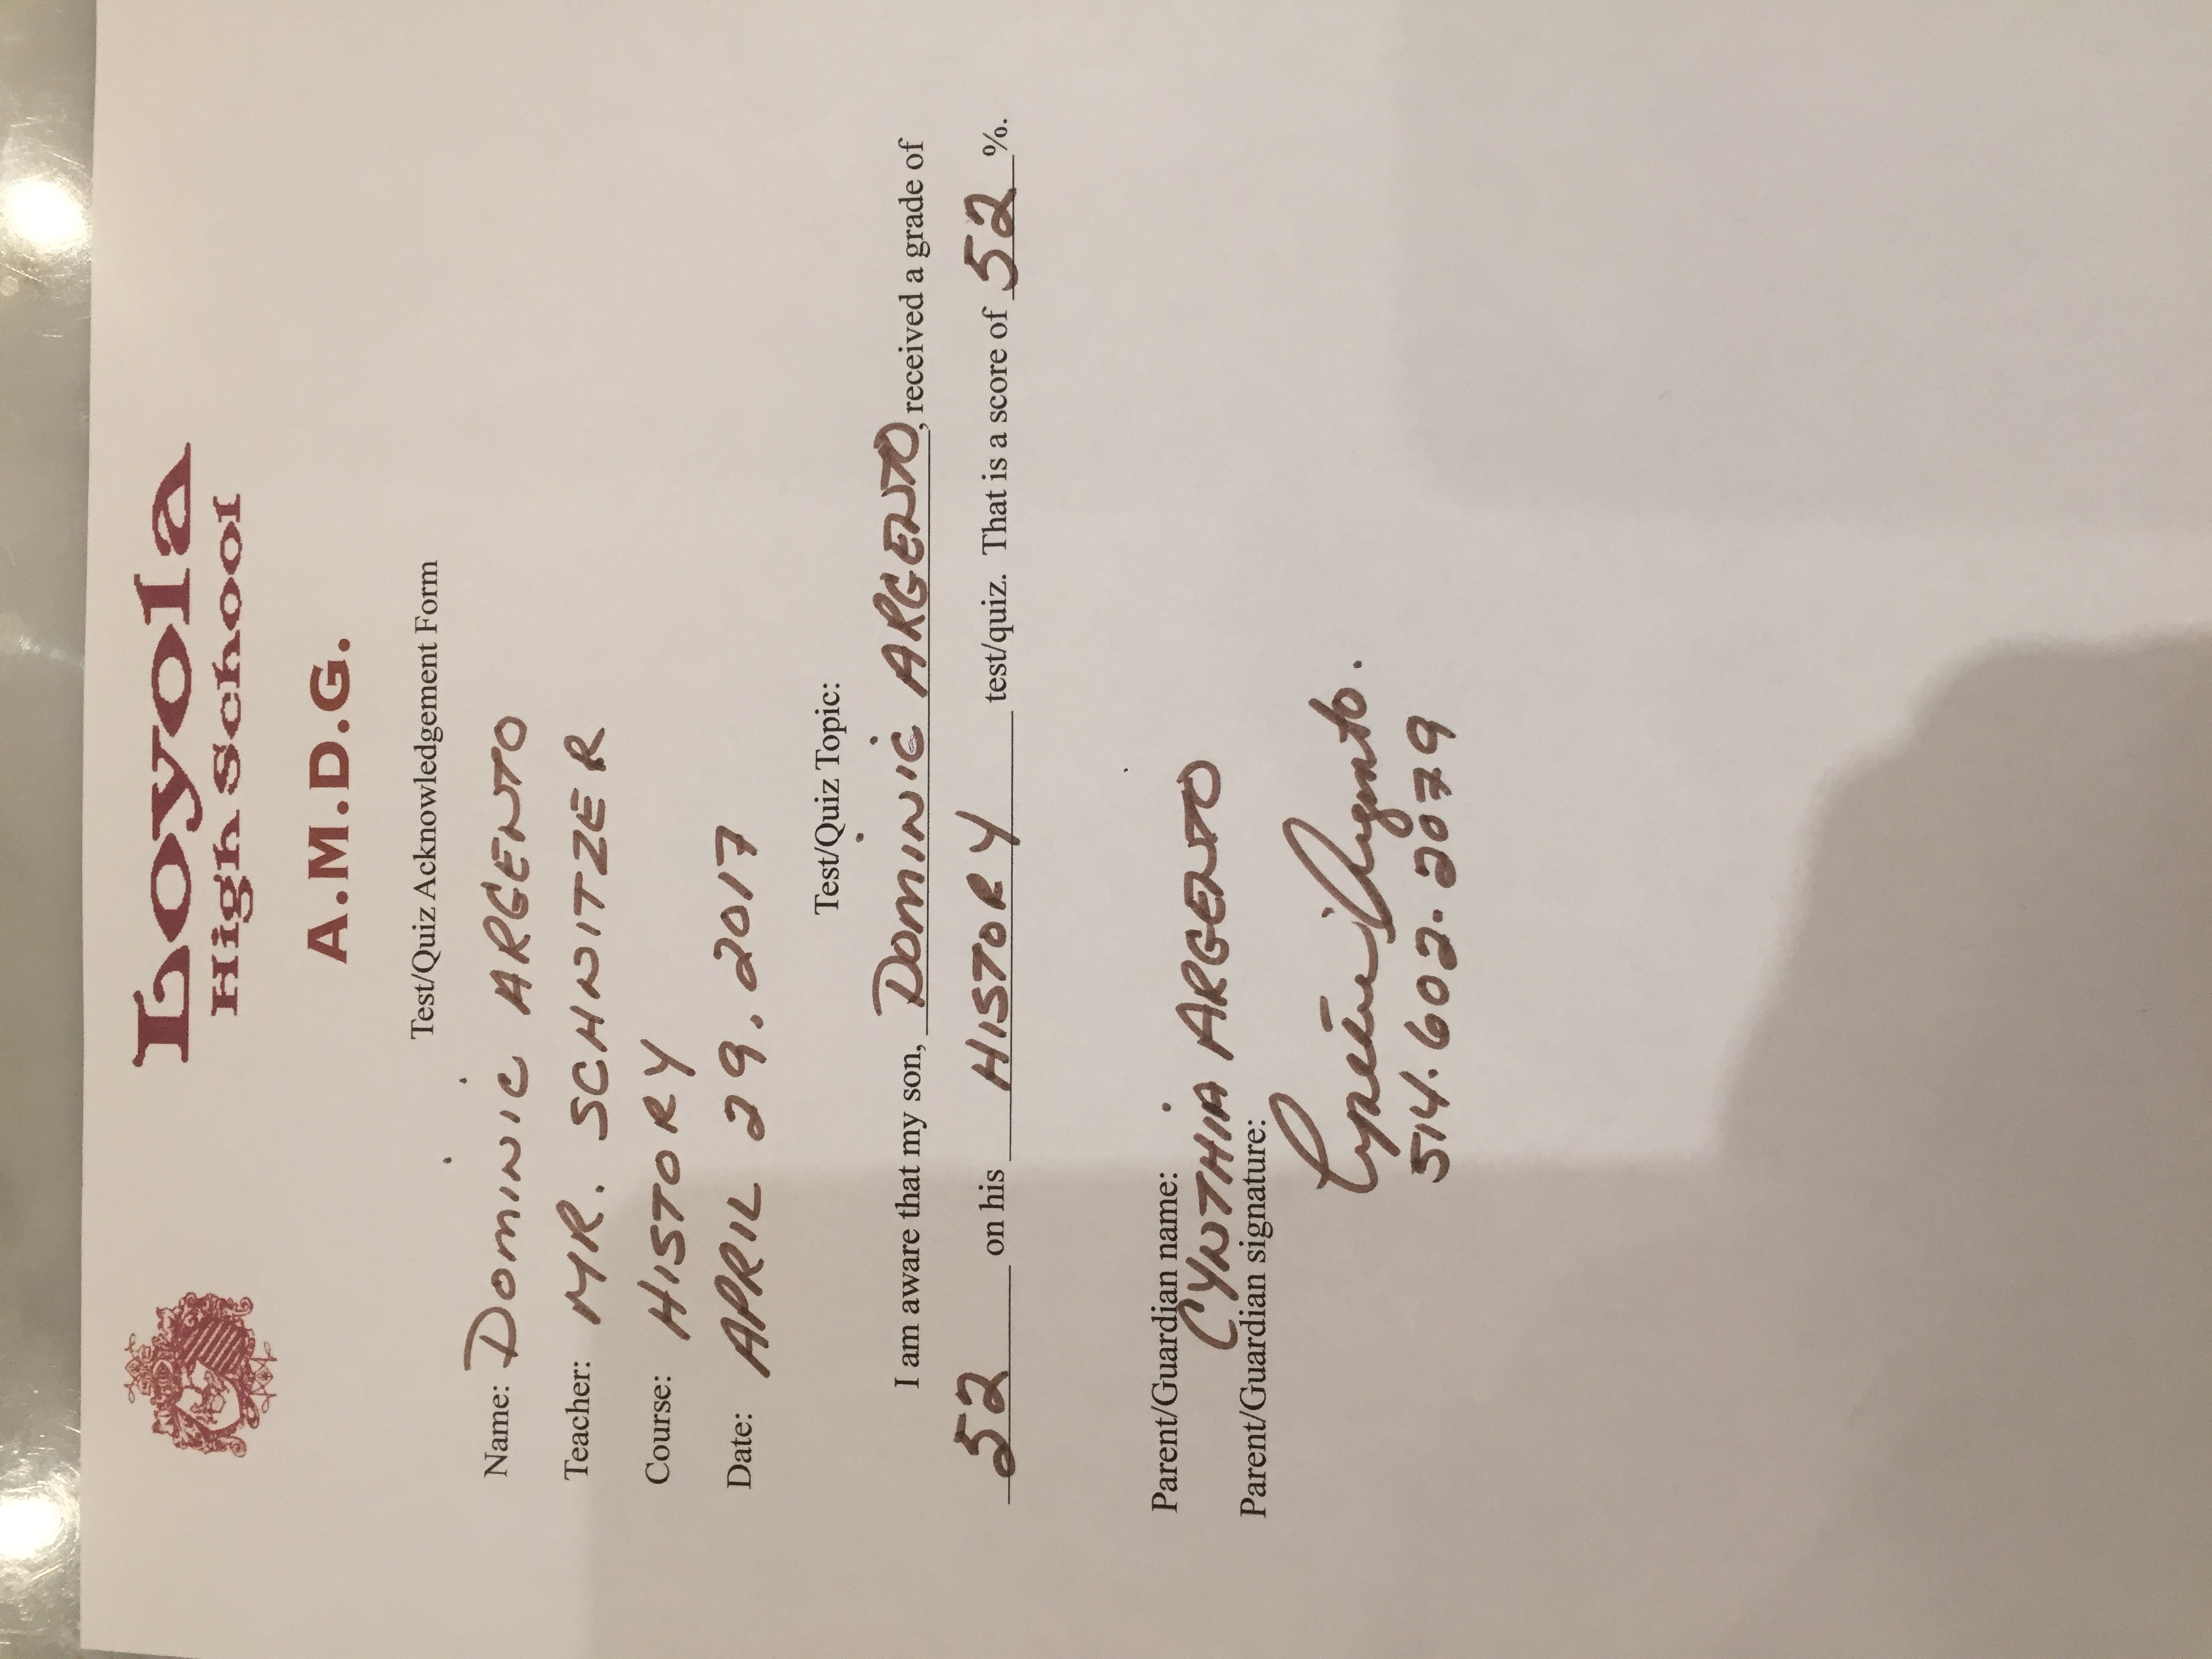 Loyola
High School
A.M.D.G.
Test/Quiz Acknowledgement Form
Name: Dominic ARGENTO
Teacher: MR. SCHNITZER
Course: HISTORY
Date: APRIL 29. 2017
Test/Quiz Topic:
I am aware that my son, Dominic ARGENTO, received a grade of
52 on his HISTORY test/quiz. That is a score of 52 %.
Parent/Guardian name:
CYNTHIA ARGENTO
Parent/Guardian signature:
Cynthia Argento.
514.602.2079